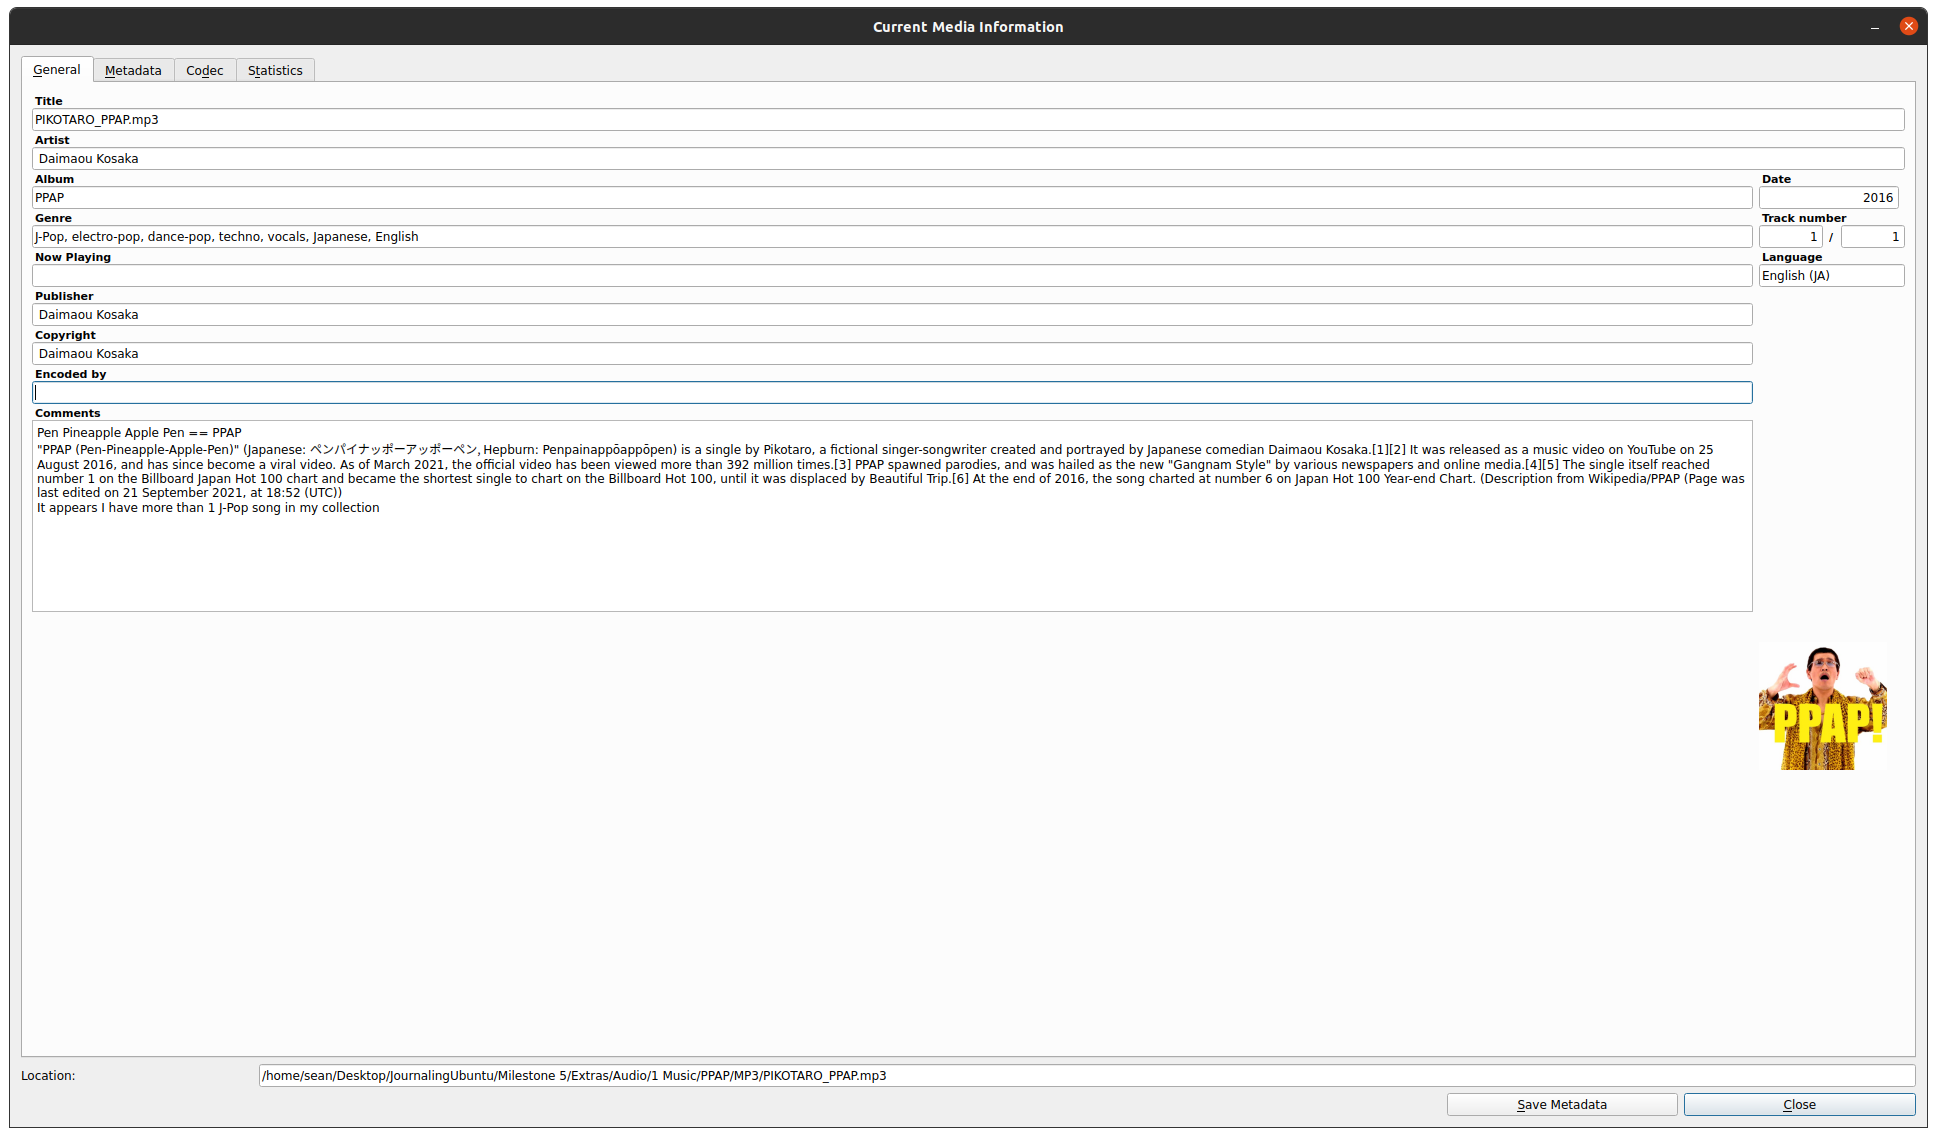 Current Media Information
General Metadata Codec Statistics
Title
PIKOTARO_PPAP.mp3
Artist
Daimaou Kosaka
Album Date
PPAP 2016
Genre Track number
J-Pop, electro-pop, dance-pop, techno, vocals, Japanese, English 1 / 1
Now Playing Language
English (JA)
Publisher
Daimaou Kosaka
Copyright
Daimaou Kosaka
Encoded by
Comments
Pen Pineapple Apple Pen == PPAP
"PPAP (Pen-Pineapple-Apple-Pen)" (Japanese: ペンパイナッポーアッポーペン, Hepburn: Penpainappōappōpen) is a single by Pikotaro, a fictional singer-songwriter created and portrayed by Japanese comedian Daimaou Kosaka.[1][2] It was released as a music video on YouTube on 25
August 2016, and has since become a viral video. As of March 2021, the official video has been viewed more than 392 million times.[3] PPAP spawned parodies, and was hailed as the new "Gangnam Style" by various newspapers and online media.[4][5] The single itself reached
number 1 on the Billboard Japan Hot 100 chart and became the shortest single to chart on the Billboard Hot 100, until it was displaced by Beautiful Trip.[6] At the end of 2016, the song charted at number 6 on Japan Hot 100 Year-end Chart. (Description from Wikipedia/PPAP (Page was
last edited on 21 September 2021, at 18:52 (UTC))
It appears I have more than 1 J-Pop song in my collection
PPAP!
Location: /home/sean/Desktop/JournalingUbuntu/Milestone 5/Extras/Audio/1 Music/PPAP/MP3/PIKOTARO_PPAP.mp3
Save Metadata Close